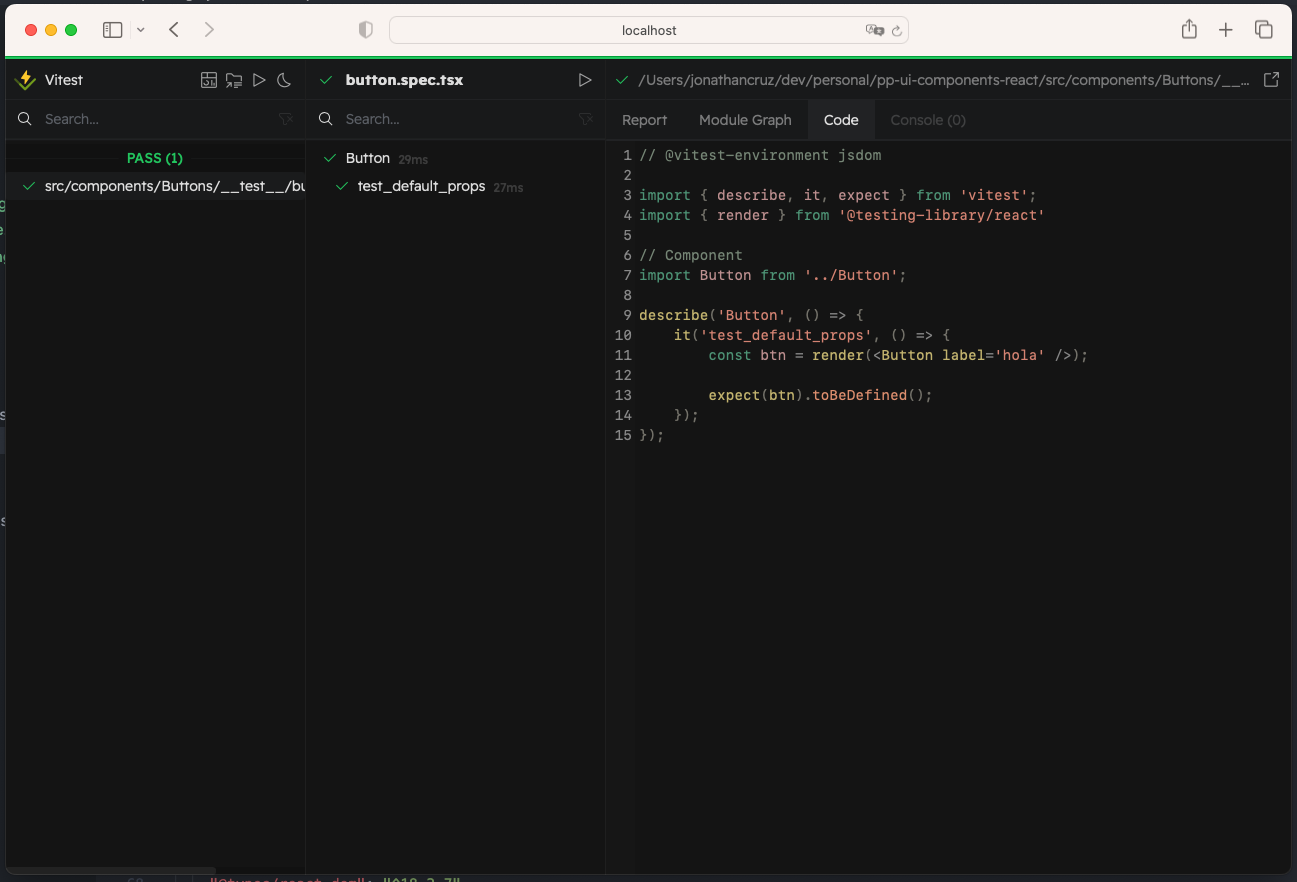 localhost
Vitest
Search...
PASS (1)
src/components/Buttons/__test__/bu
button.spec.tsx
Search...
Button 29ms
test_default_props 27ms
/Users/jonathancruz/dev/personal/pp-ui-components-react/src/components/Buttons/__...
Report Module Graph Code Console (0)
1 // @vitest-environment jsdom
2
3 import { describe, it, expect } from 'vitest';
4 import { render } from '@testing-library/react'
5
6 // Component
7 import Button from '../Button';
8
9 describe('Button', () => {
10     it('test_default_props', () => {
11         const btn = render(<Button label='hola' />);
12
13         expect(btn).toBeDefined();
14     });
15 });